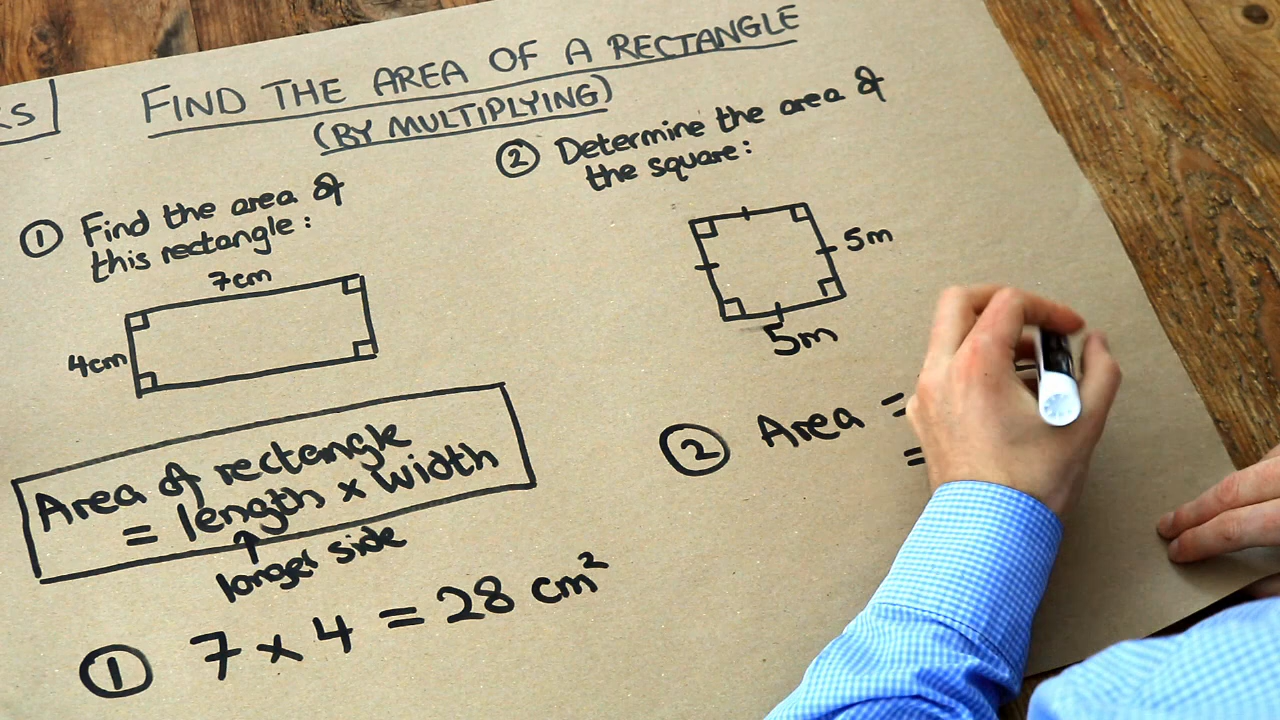 FIND THE AREA OF A RECTANGLE
(BY MULTIPLYING)
① Find the area of
this rectangle:
7cm
4cm
Area of rectangle
= length × width
longer side
① 7 × 4 = 28 cm²
② Determine the area of
the square:
5m
5m
② Area =
=